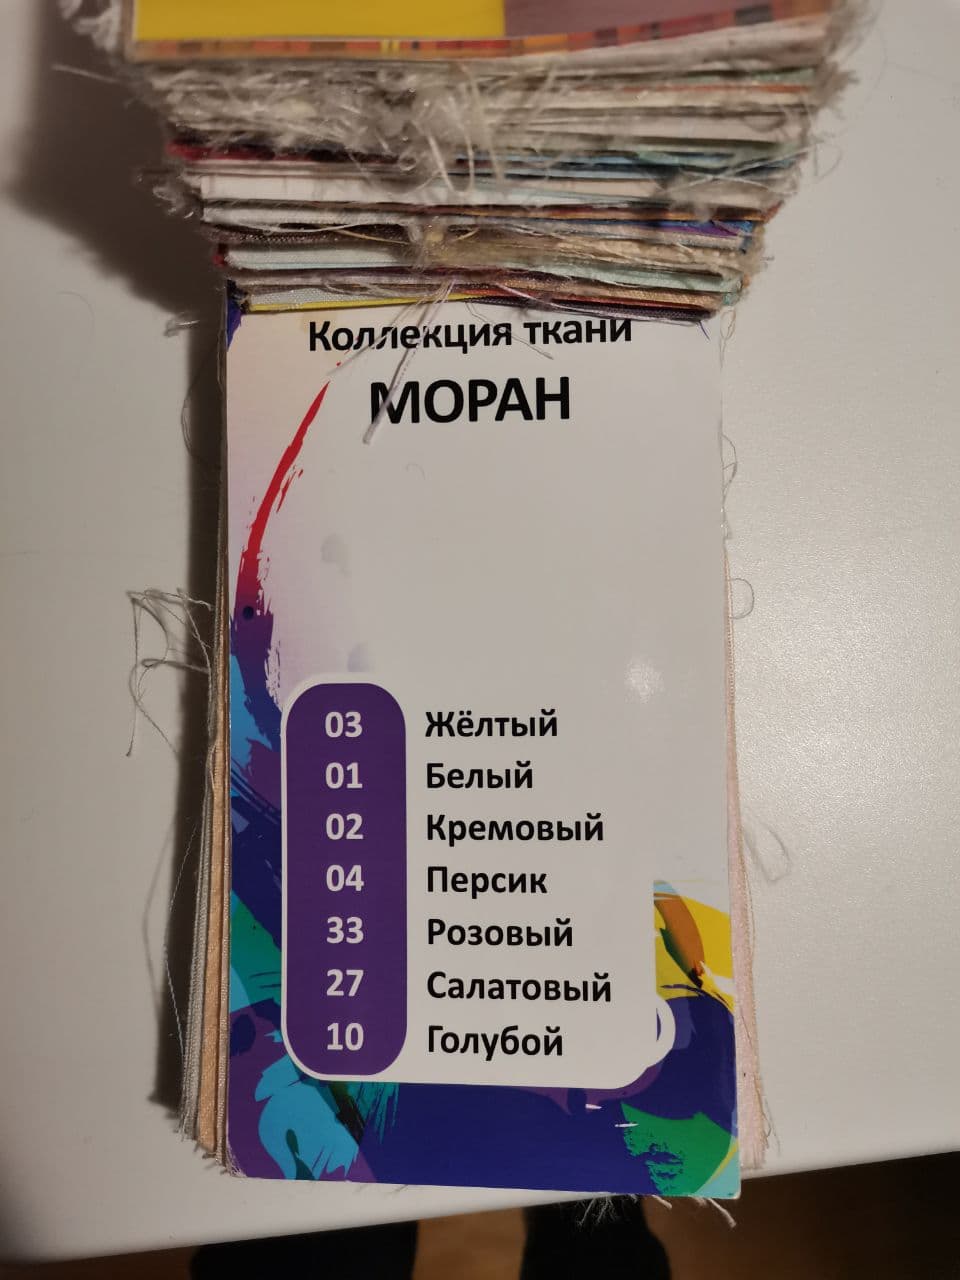 Коллекция ткани
МОРАН
03 Жёлтый
01 Белый
02 Кремовый
04 Персик
33 Розовый
27 Салатовый
10 Голубой